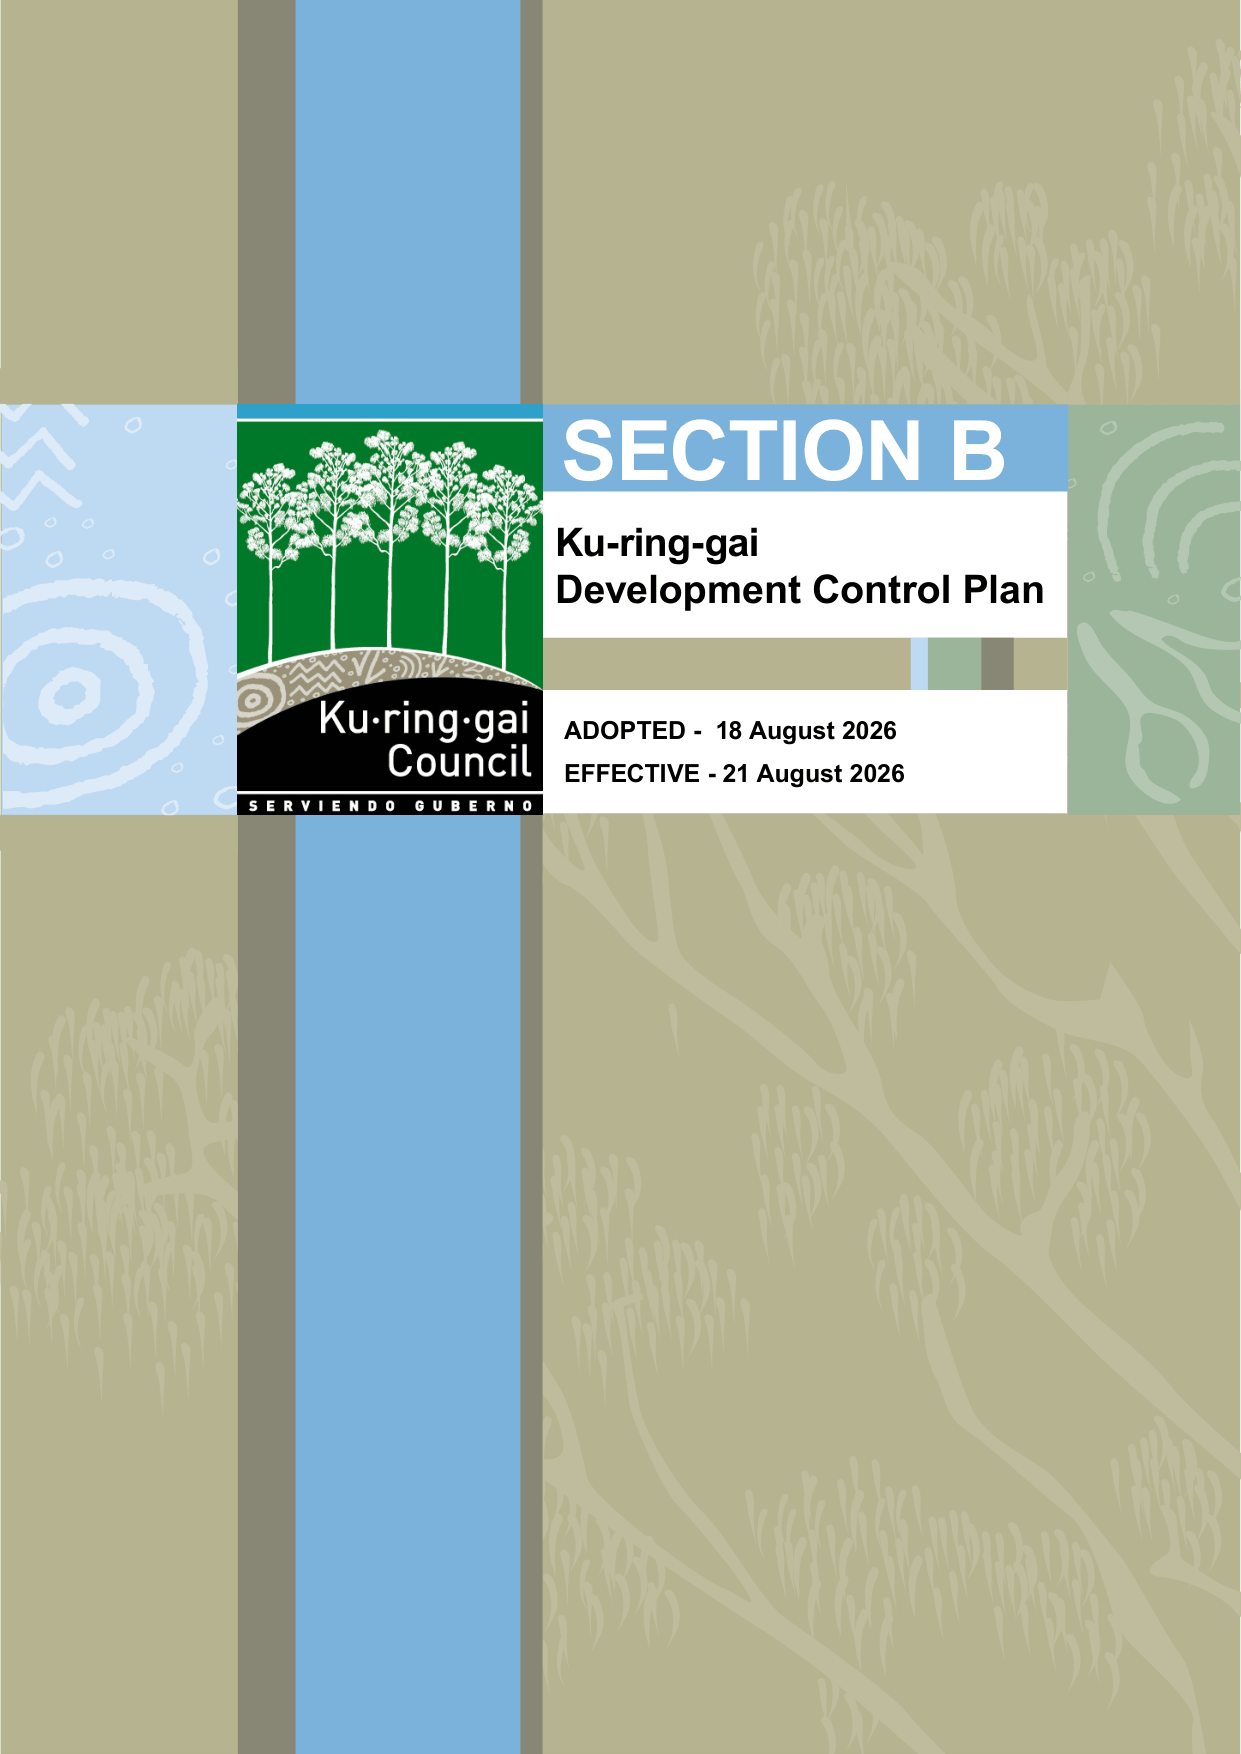 SECTION B
Ku-ring-gai
Development Control Plan
Ku·ring·gai
Council
SERVIENDO GUBERNO
ADOPTED - 18 August 2026
EFFECTIVE - 21 August 2026